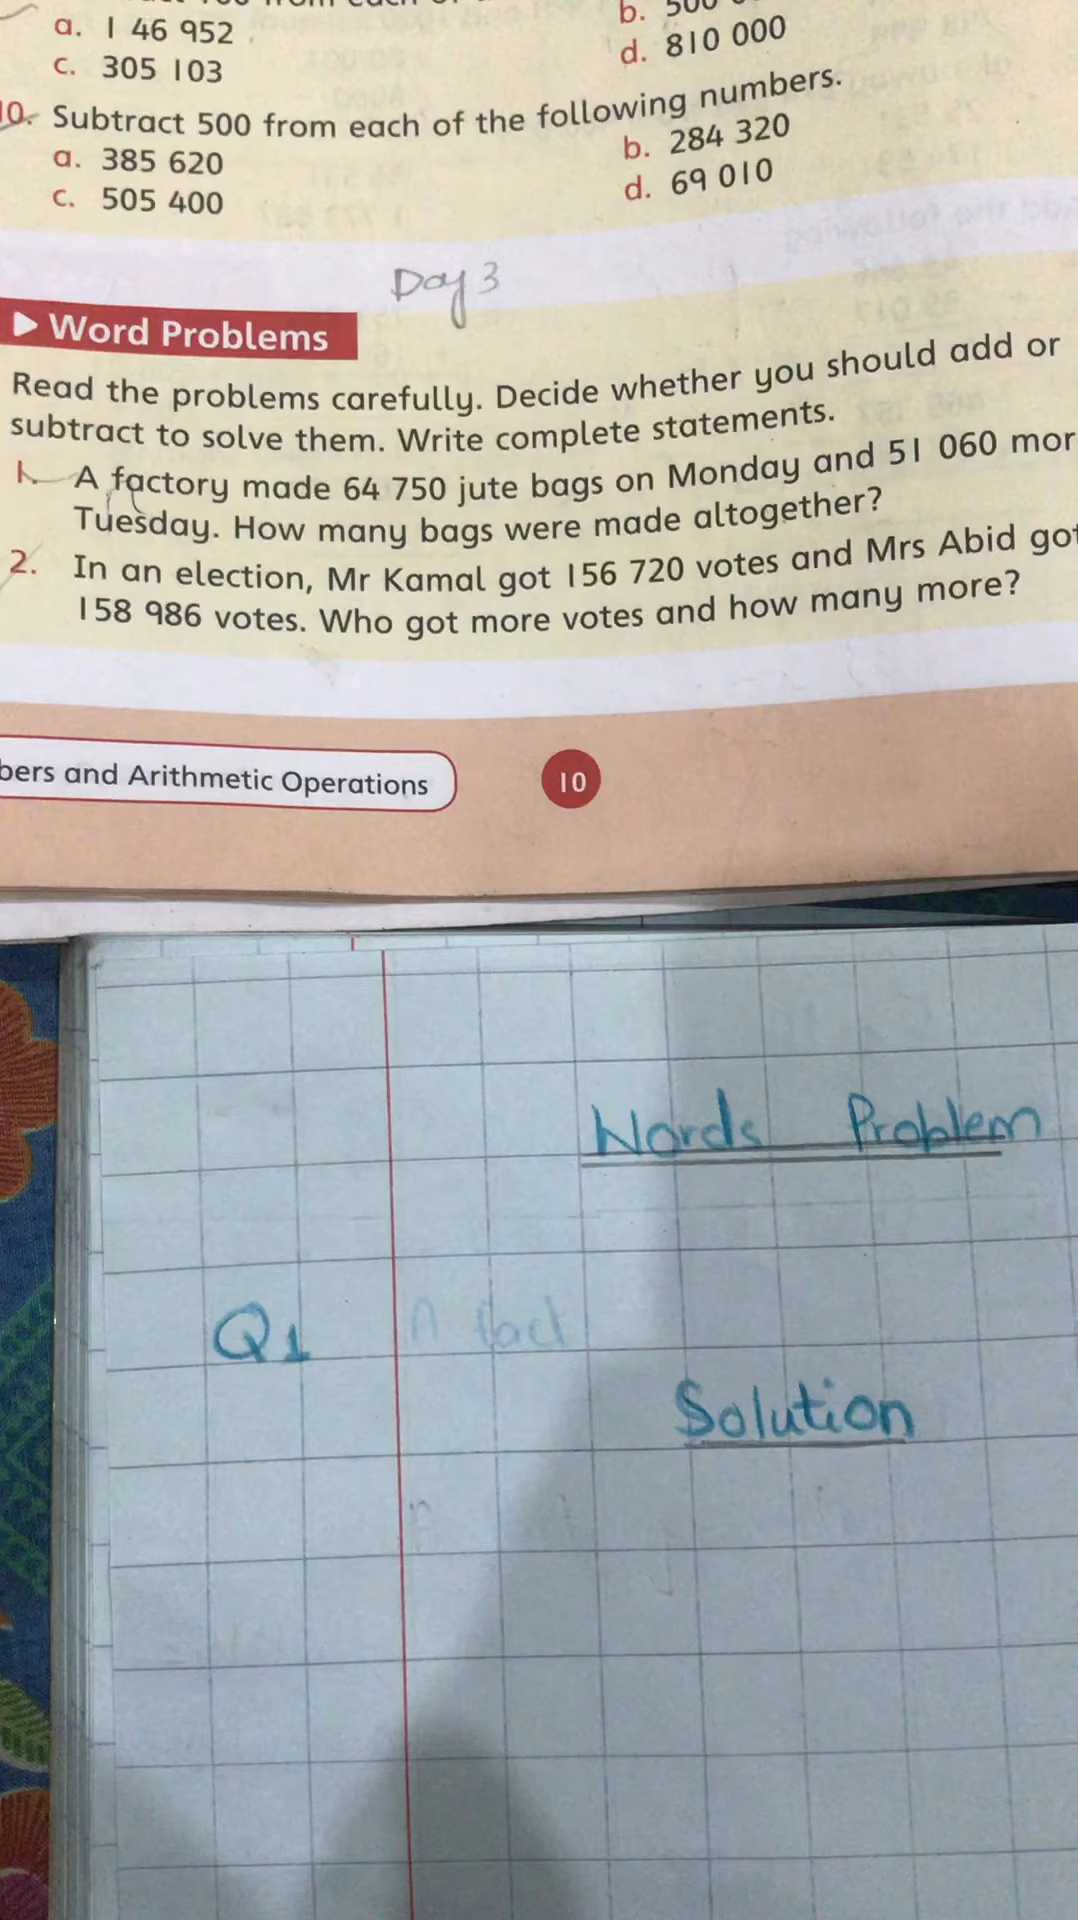 a. 1 46 952
b. 500
c. 305 103
d. 810 000
10. Subtract 500 from each of the following numbers.
a. 385 620
b. 284 320
c. 505 400
d. 69 010
Day 3
Word Problems
Read the problems carefully. Decide whether you should add or
subtract to solve them. Write complete statements.
1. A factory made 64 750 jute bags on Monday and 51 060 mor
Tuesday. How many bags were made altogether?
2. In an election, Mr Kamal got 156 720 votes and Mrs Abid got
158 986 votes. Who got more votes and how many more?
bers and Arithmetic Operations
10
Words Problem
Q1 A fact
Solution